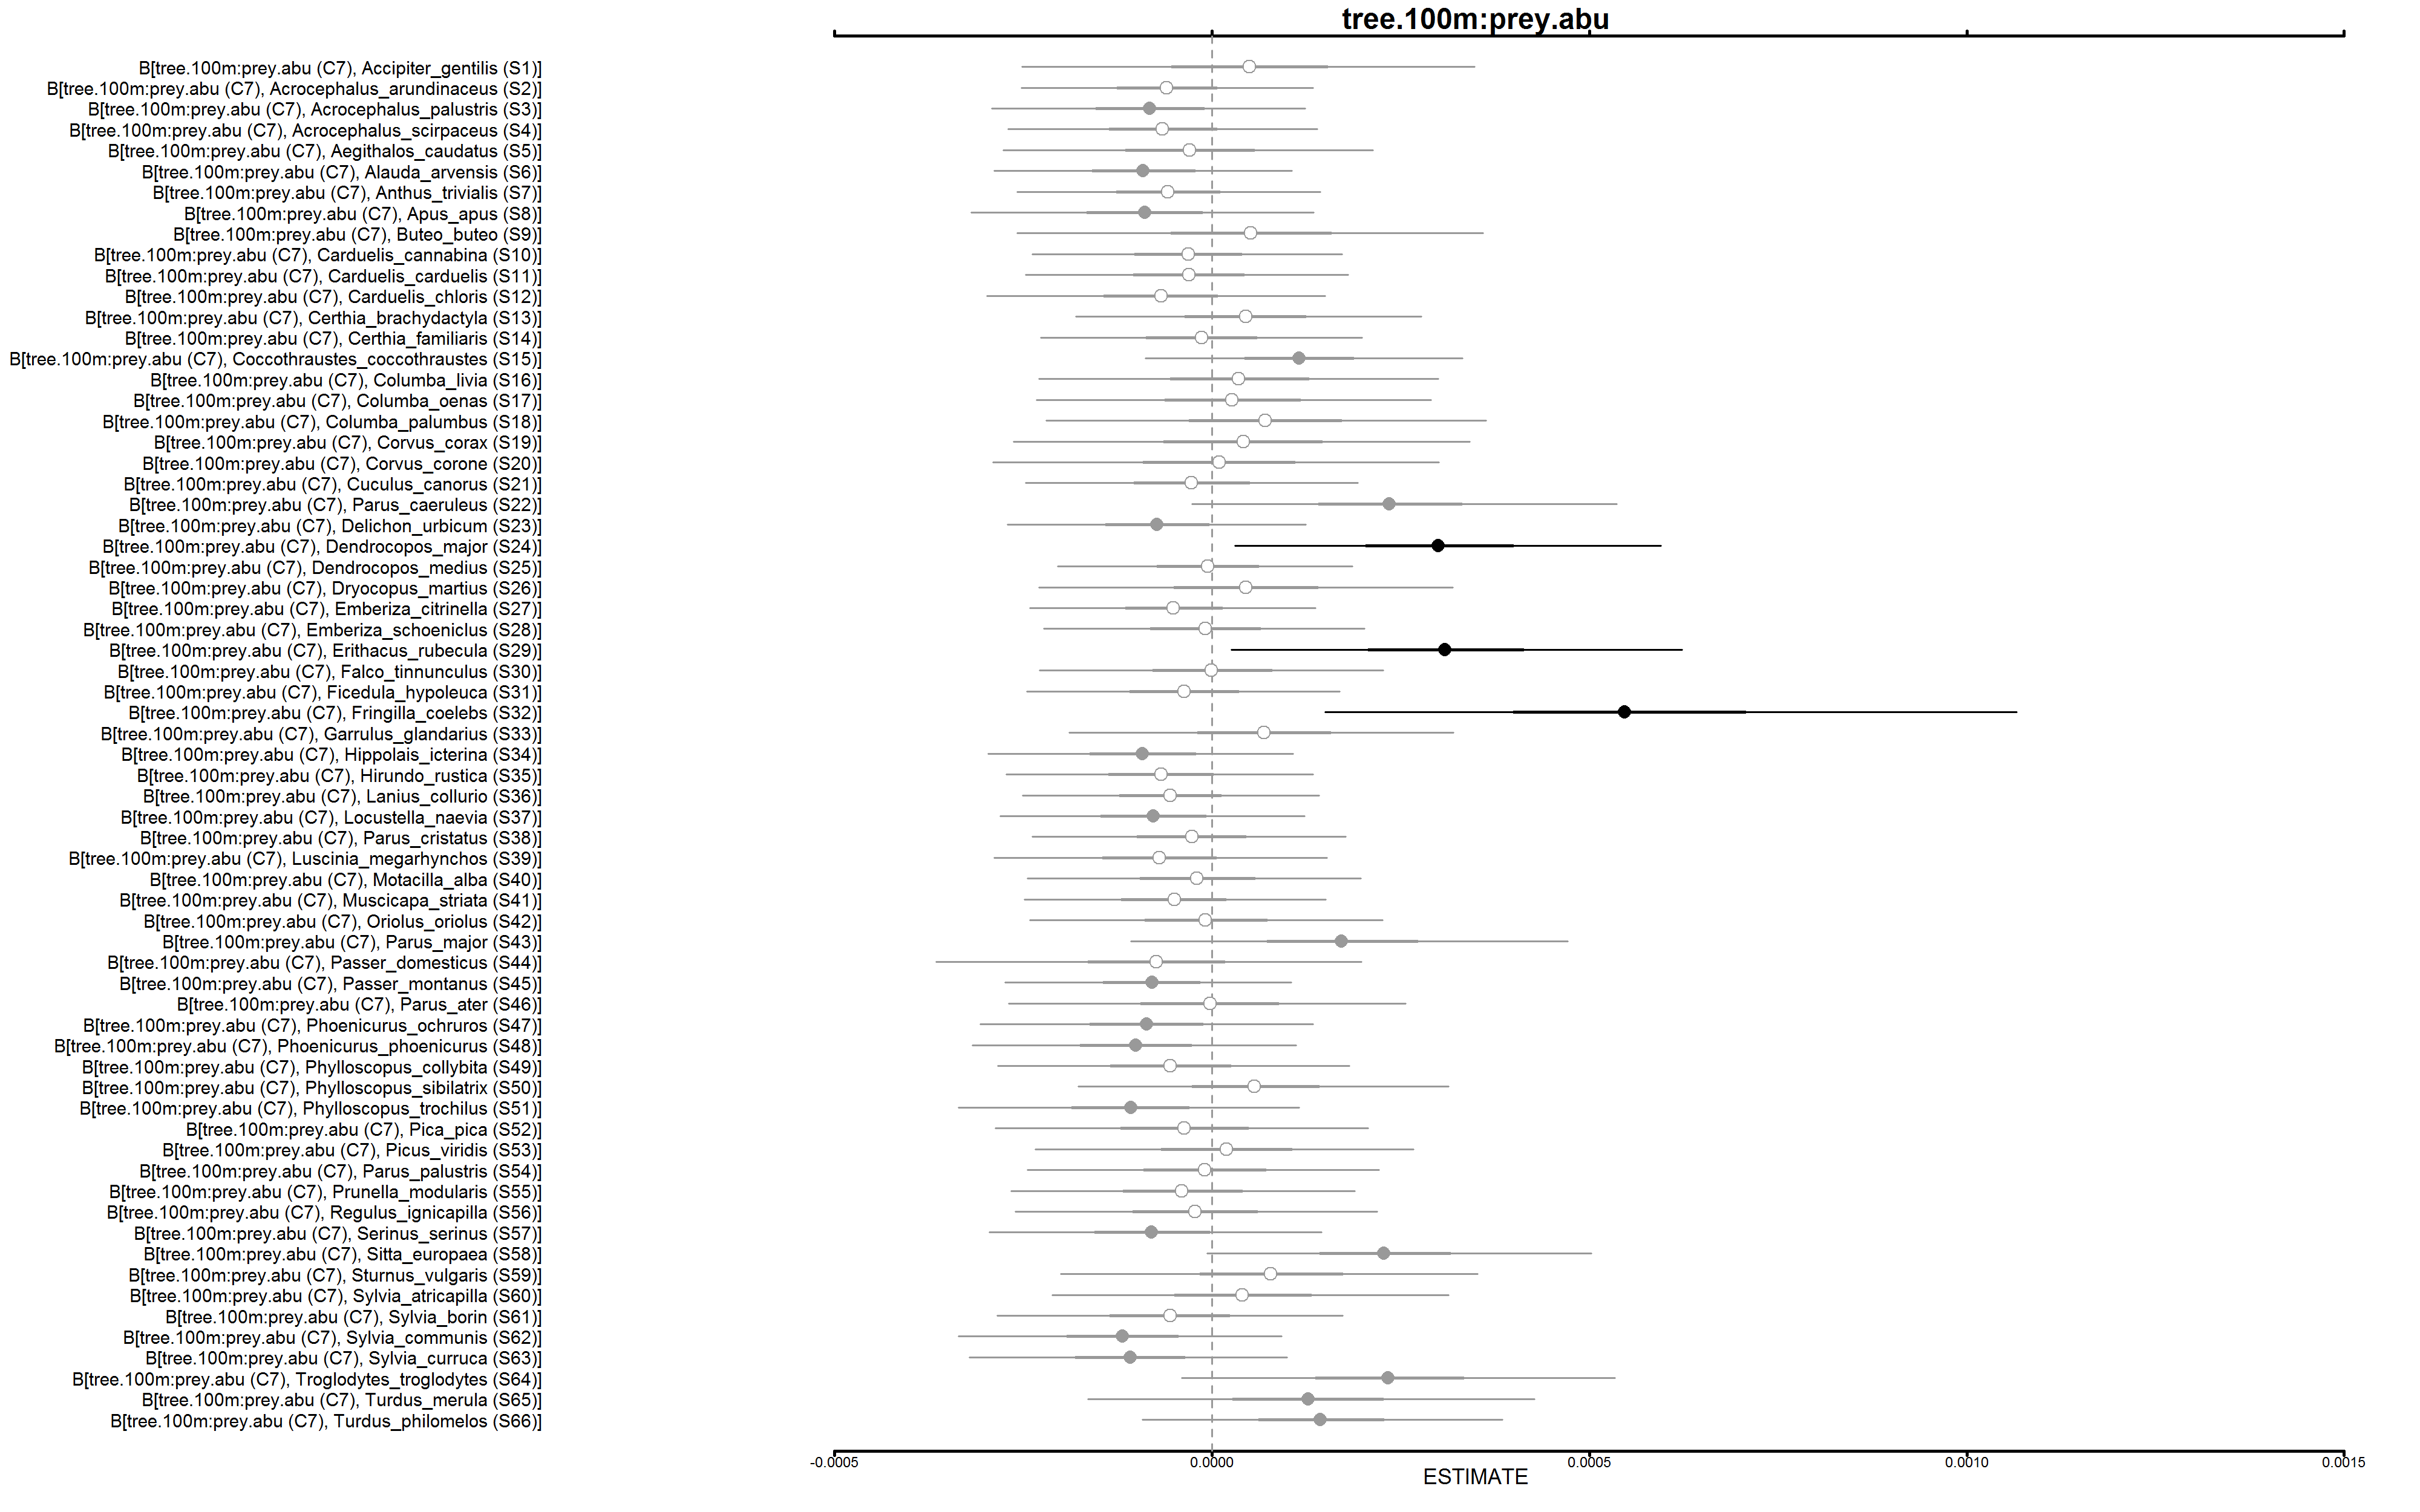 tree.100m:prey.abu
B[tree.100m:prey.abu (C7), Accipiter_gentilis (S1)]
B[tree.100m:prey.abu (C7), Acrocephalus_arundinaceus (S2)]
B[tree.100m:prey.abu (C7), Acrocephalus_palustris (S3)]
B[tree.100m:prey.abu (C7), Acrocephalus_scirpaceus (S4)]
B[tree.100m:prey.abu (C7), Aegithalos_caudatus (S5)]
B[tree.100m:prey.abu (C7), Alauda_arvensis (S6)]
B[tree.100m:prey.abu (C7), Anthus_trivialis (S7)]
B[tree.100m:prey.abu (C7), Apus_apus (S8)]
B[tree.100m:prey.abu (C7), Buteo_buteo (S9)]
B[tree.100m:prey.abu (C7), Carduelis_cannabina (S10)]
B[tree.100m:prey.abu (C7), Carduelis_carduelis (S11)]
B[tree.100m:prey.abu (C7), Carduelis_chloris (S12)]
B[tree.100m:prey.abu (C7), Certhia_brachydactyla (S13)]
B[tree.100m:prey.abu (C7), Certhia_familiaris (S14)]
B[tree.100m:prey.abu (C7), Coccothraustes_coccothraustes (S15)]
B[tree.100m:prey.abu (C7), Columba_livia (S16)]
B[tree.100m:prey.abu (C7), Columba_oenas (S17)]
B[tree.100m:prey.abu (C7), Columba_palumbus (S18)]
B[tree.100m:prey.abu (C7), Corvus_corax (S19)]
B[tree.100m:prey.abu (C7), Corvus_corone (S20)]
B[tree.100m:prey.abu (C7), Cuculus_canorus (S21)]
B[tree.100m:prey.abu (C7), Parus_caeruleus (S22)]
B[tree.100m:prey.abu (C7), Delichon_urbicum (S23)]
B[tree.100m:prey.abu (C7), Dendrocopos_major (S24)]
B[tree.100m:prey.abu (C7), Dendrocopos_medius (S25)]
B[tree.100m:prey.abu (C7), Dryocopus_martius (S26)]
B[tree.100m:prey.abu (C7), Emberiza_citrinella (S27)]
B[tree.100m:prey.abu (C7), Emberiza_schoeniclus (S28)]
B[tree.100m:prey.abu (C7), Erithacus_rubecula (S29)]
B[tree.100m:prey.abu (C7), Falco_tinnunculus (S30)]
B[tree.100m:prey.abu (C7), Ficedula_hypoleuca (S31)]
B[tree.100m:prey.abu (C7), Fringilla_coelebs (S32)]
B[tree.100m:prey.abu (C7), Garrulus_glandarius (S33)]
B[tree.100m:prey.abu (C7), Hippolais_icterina (S34)]
B[tree.100m:prey.abu (C7), Hirundo_rustica (S35)]
B[tree.100m:prey.abu (C7), Lanius_collurio (S36)]
B[tree.100m:prey.abu (C7), Locustella_naevia (S37)]
B[tree.100m:prey.abu (C7), Parus_cristatus (S38)]
B[tree.100m:prey.abu (C7), Luscinia_megarhynchos (S39)]
B[tree.100m:prey.abu (C7), Motacilla_alba (S40)]
B[tree.100m:prey.abu (C7), Muscicapa_striata (S41)]
B[tree.100m:prey.abu (C7), Oriolus_oriolus (S42)]
B[tree.100m:prey.abu (C7), Parus_major (S43)]
B[tree.100m:prey.abu (C7), Passer_domesticus (S44)]
B[tree.100m:prey.abu (C7), Passer_montanus (S45)]
B[tree.100m:prey.abu (C7), Parus_ater (S46)]
B[tree.100m:prey.abu (C7), Phoenicurus_ochruros (S47)]
B[tree.100m:prey.abu (C7), Phoenicurus_phoenicurus (S48)]
B[tree.100m:prey.abu (C7), Phylloscopus_collybita (S49)]
B[tree.100m:prey.abu (C7), Phylloscopus_sibilatrix (S50)]
B[tree.100m:prey.abu (C7), Phylloscopus_trochilus (S51)]
B[tree.100m:prey.abu (C7), Pica_pica (S52)]
B[tree.100m:prey.abu (C7), Picus_viridis (S53)]
B[tree.100m:prey.abu (C7), Parus_palustris (S54)]
B[tree.100m:prey.abu (C7), Prunella_modularis (S55)]
B[tree.100m:prey.abu (C7), Regulus_ignicapilla (S56)]
B[tree.100m:prey.abu (C7), Serinus_serinus (S57)]
B[tree.100m:prey.abu (C7), Sitta_europaea (S58)]
B[tree.100m:prey.abu (C7), Sturnus_vulgaris (S59)]
B[tree.100m:prey.abu (C7), Sylvia_atricapilla (S60)]
B[tree.100m:prey.abu (C7), Sylvia_borin (S61)]
B[tree.100m:prey.abu (C7), Sylvia_communis (S62)]
B[tree.100m:prey.abu (C7), Sylvia_curruca (S63)]
B[tree.100m:prey.abu (C7), Troglodytes_troglodytes (S64)]
B[tree.100m:prey.abu (C7), Turdus_merula (S65)]
B[tree.100m:prey.abu (C7), Turdus_philomelos (S66)]
-0.0005 0.0000 0.0005 0.0010 0.0015
ESTIMATE